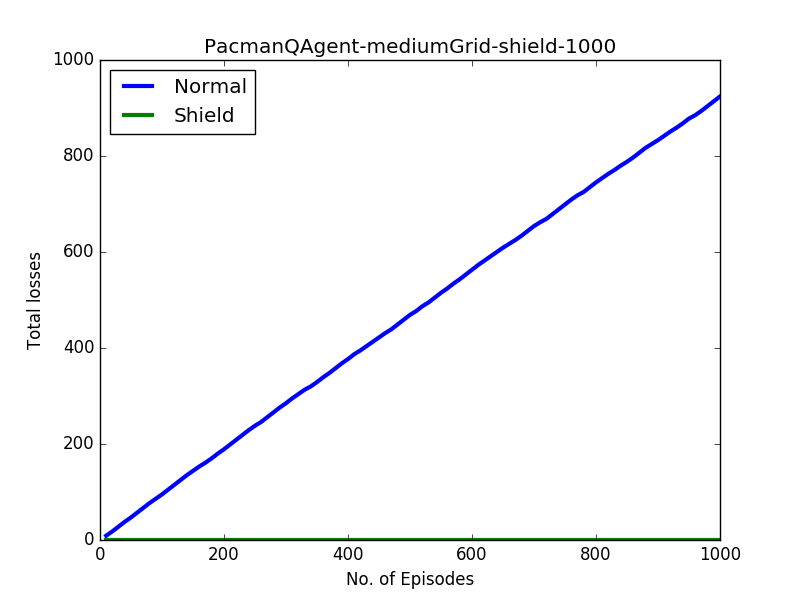 PacmanQAgent-mediumGrid-shield-1000
Normal
Shield
Total losses
1000
800
600
400
200
0
0 200 400 600 800 1000
No. of Episodes